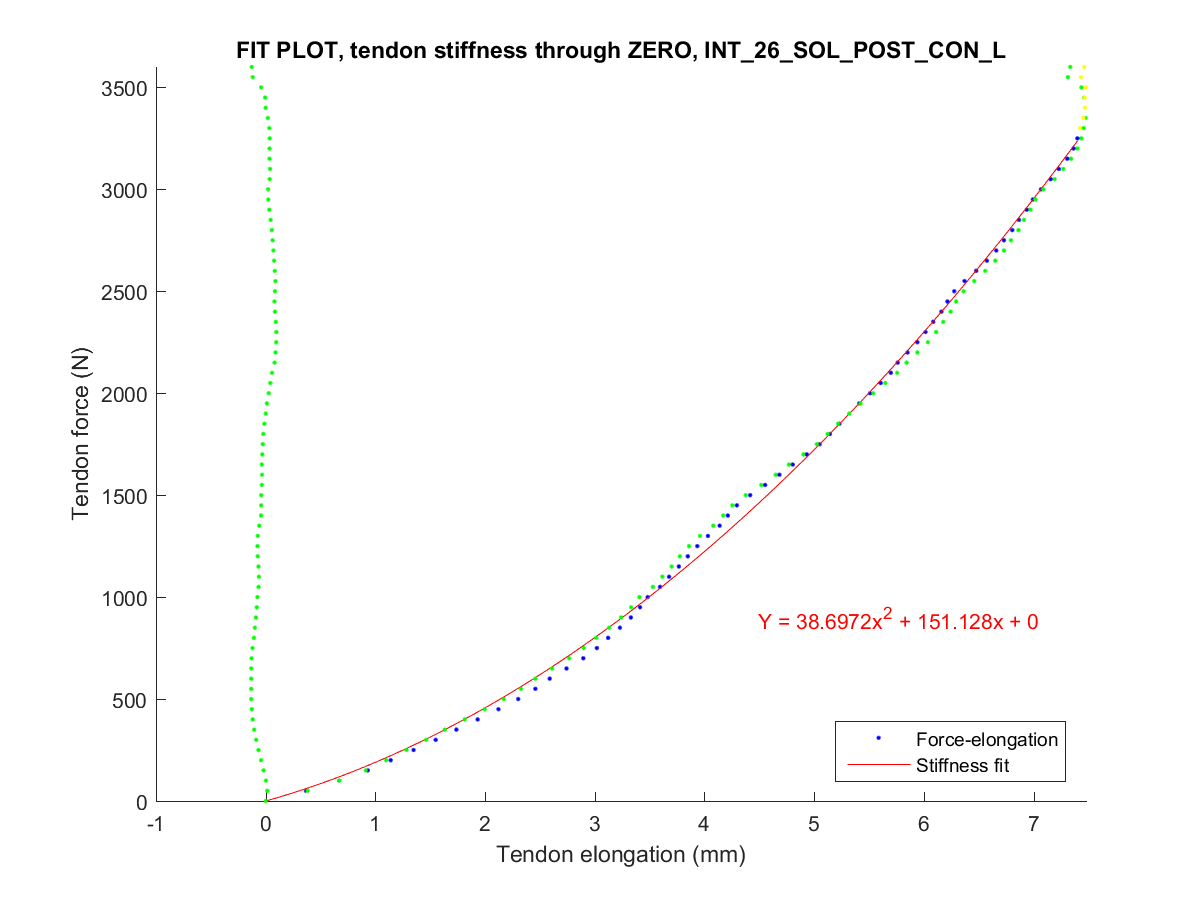 FIT PLOT, tendon stiffness through ZERO, INT_26_SOL_POST_CON_L
3500
3000
2500
2000
1500
1000
500
0
Tendon force (N)
Y = 38.6972x² + 151.128x + 0
Force-elongation
Stiffness fit
-1 0 1 2 3 4 5 6 7
Tendon elongation (mm)